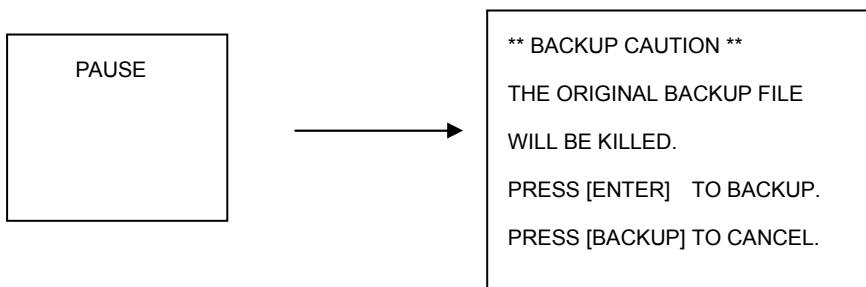 PAUSE
** BACKUP CAUTION **
THE ORIGINAL BACKUP FILE
WILL BE KILLED.
PRESS [ENTER] TO BACKUP.
PRESS [BACKUP] TO CANCEL.